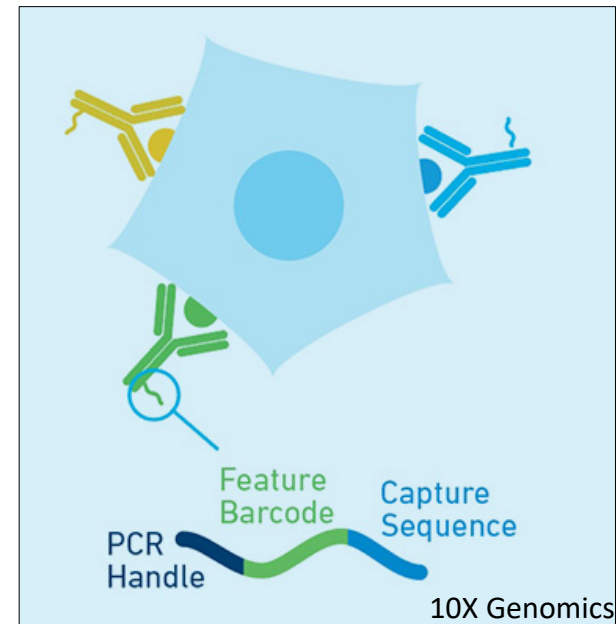 Feature
Barcode
Capture
Sequence
PCR
Handle
10X Genomics